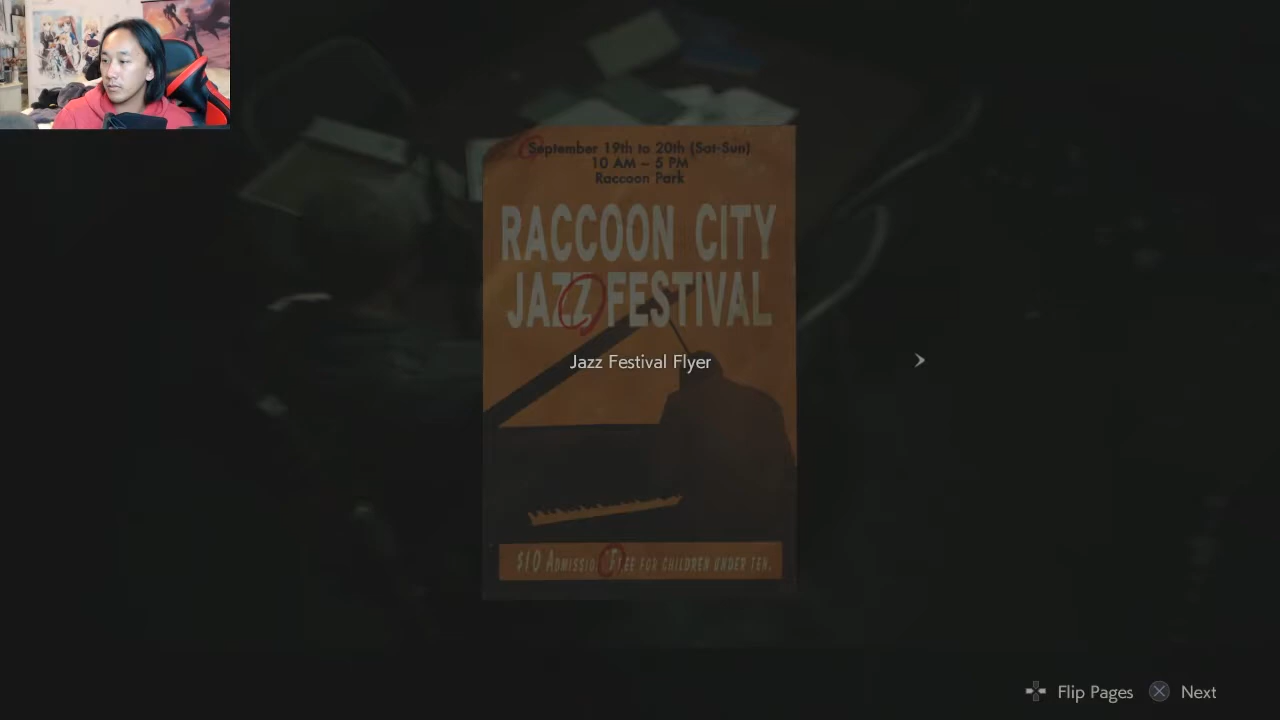 September 19th to 20th (Sat-Sun)
10 AM – 5 PM
Raccoon Park
RACCOON CITY
JAZZ FESTIVAL
Jazz Festival Flyer
$10 ADMISSION. FREE FOR CHILDREN UNDER TEN.
Flip Pages
Next